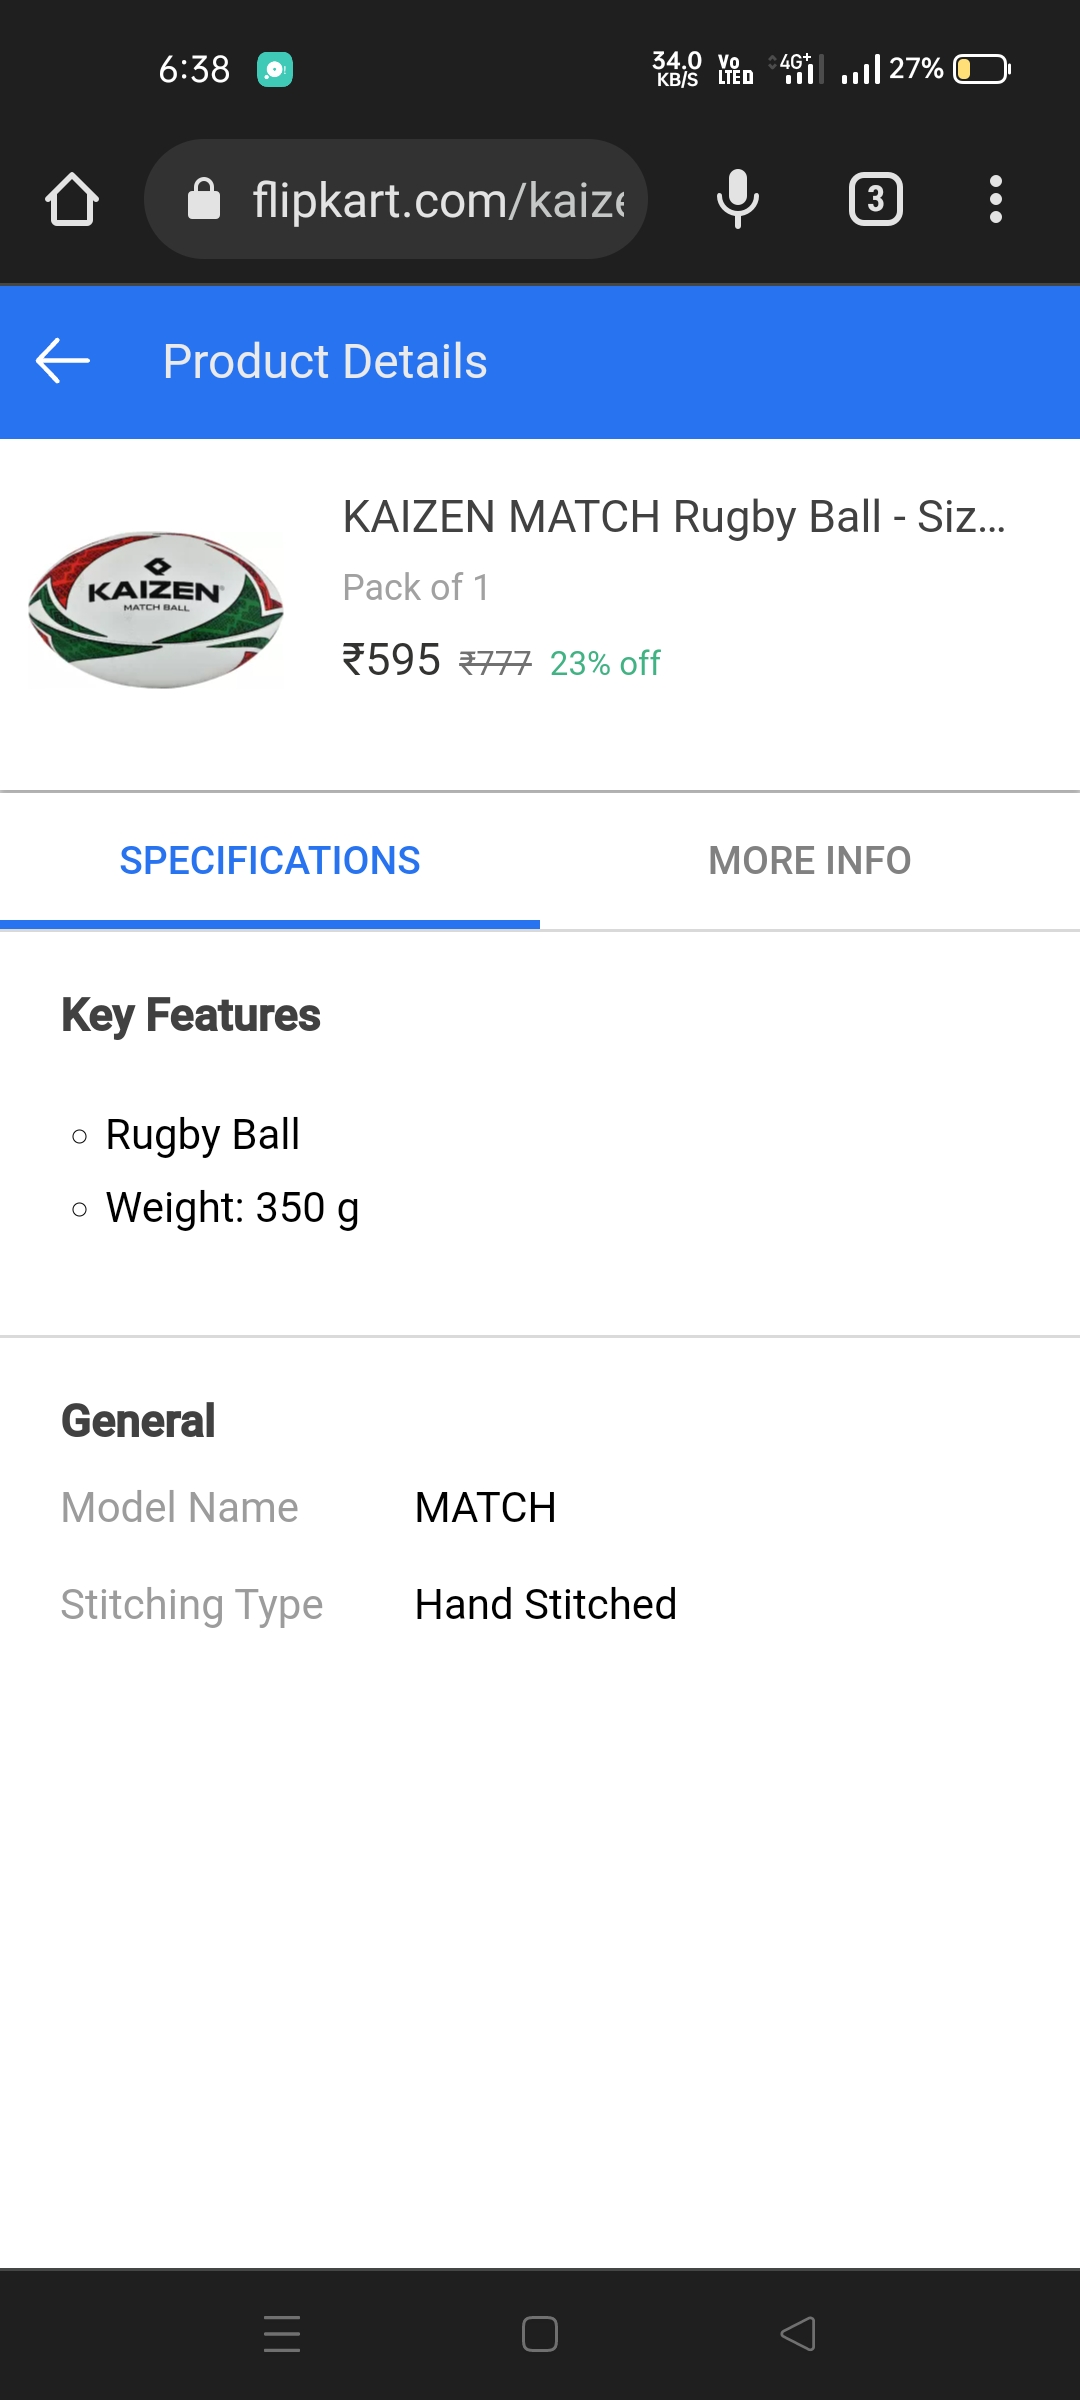 6:38
34.0 KB/S
Vo LTE
4G+
27%
flipkart.com/kaiz
3
Product Details
KAIZEN
MATCH BALL
KAIZEN MATCH Rugby Ball - Siz...
Pack of 1
₹595 ₹777 23% off
SPECIFICATIONS
MORE INFO
Key Features
Rugby Ball
Weight: 350 g
General
Model Name MATCH
Stitching Type Hand Stitched